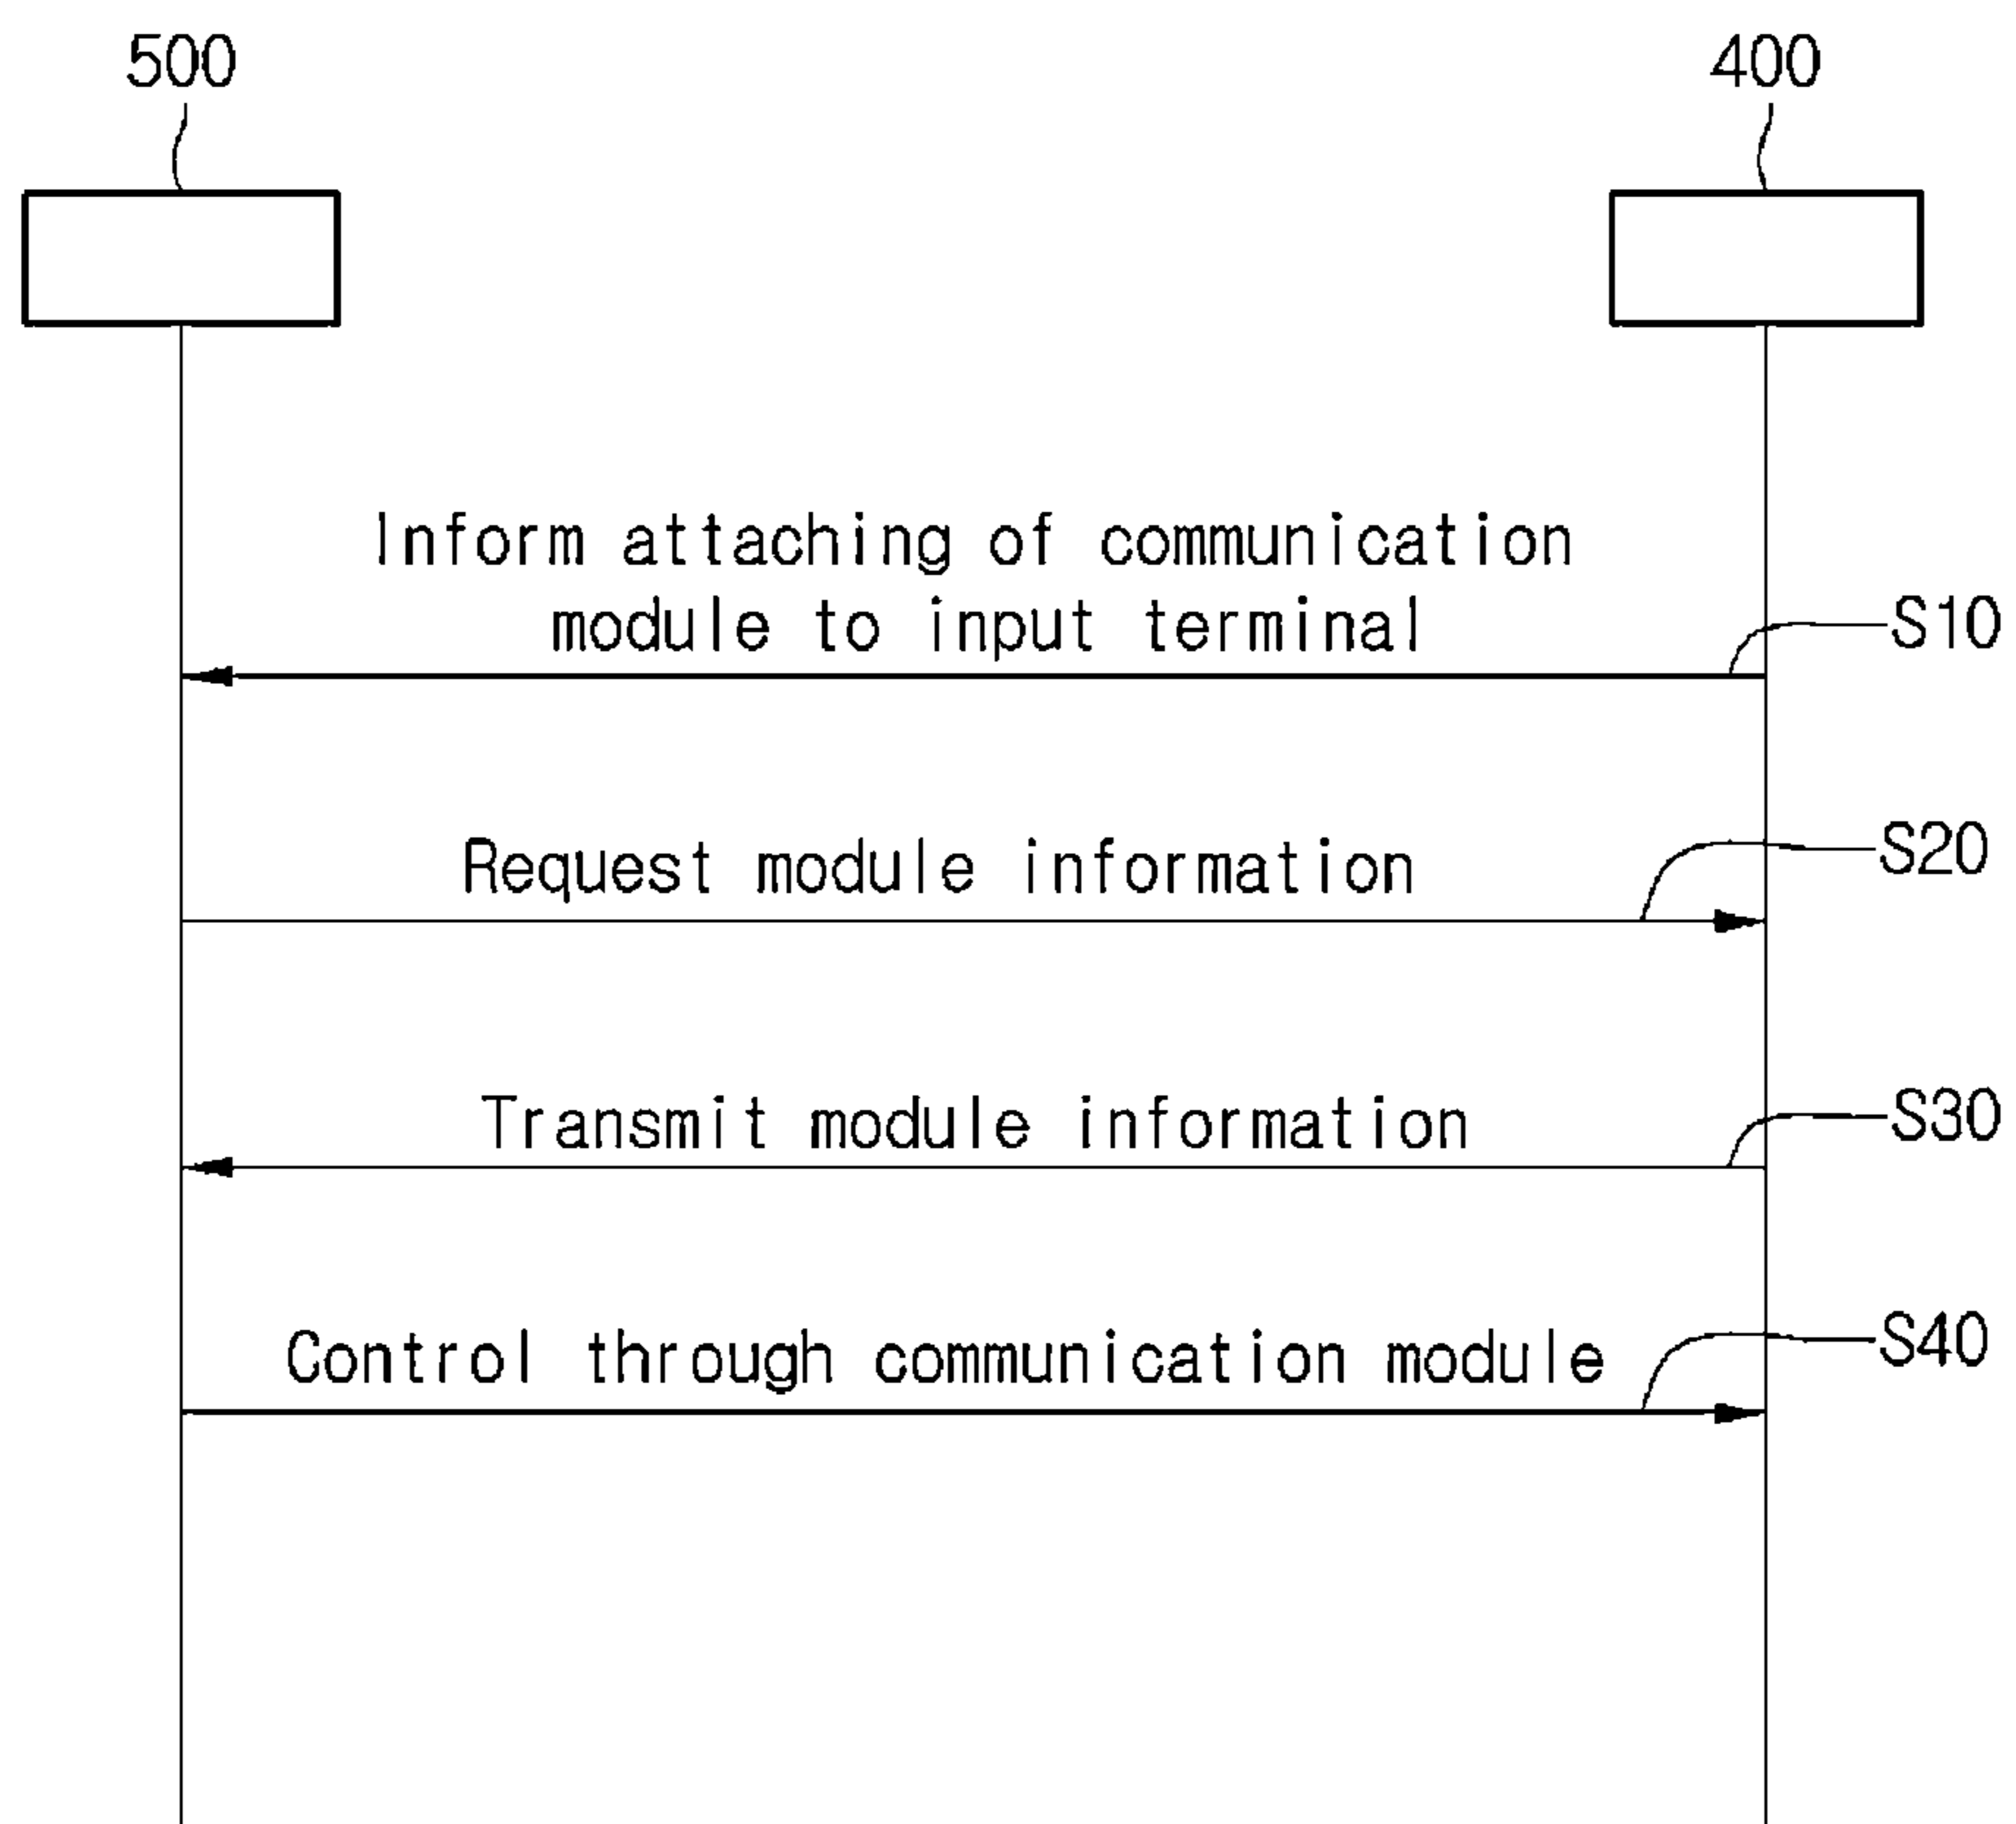 500
400
Inform attaching of communication
module to input terminal
S10
Request module information
S20
Transmit module information
S30
Control through communication module
S40